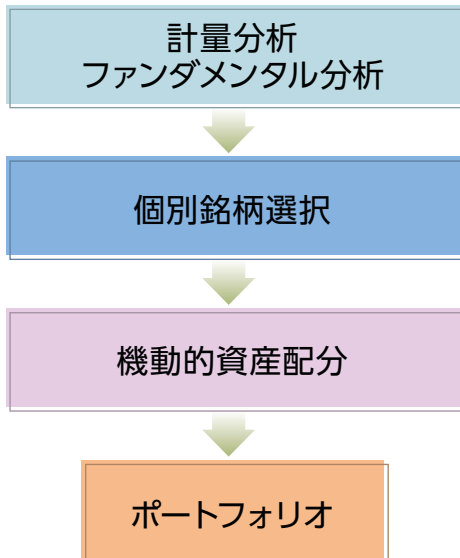 計量分析
ファンダメンタル分析
個別銘柄選択
機動的資産配分
ポートフォリオ